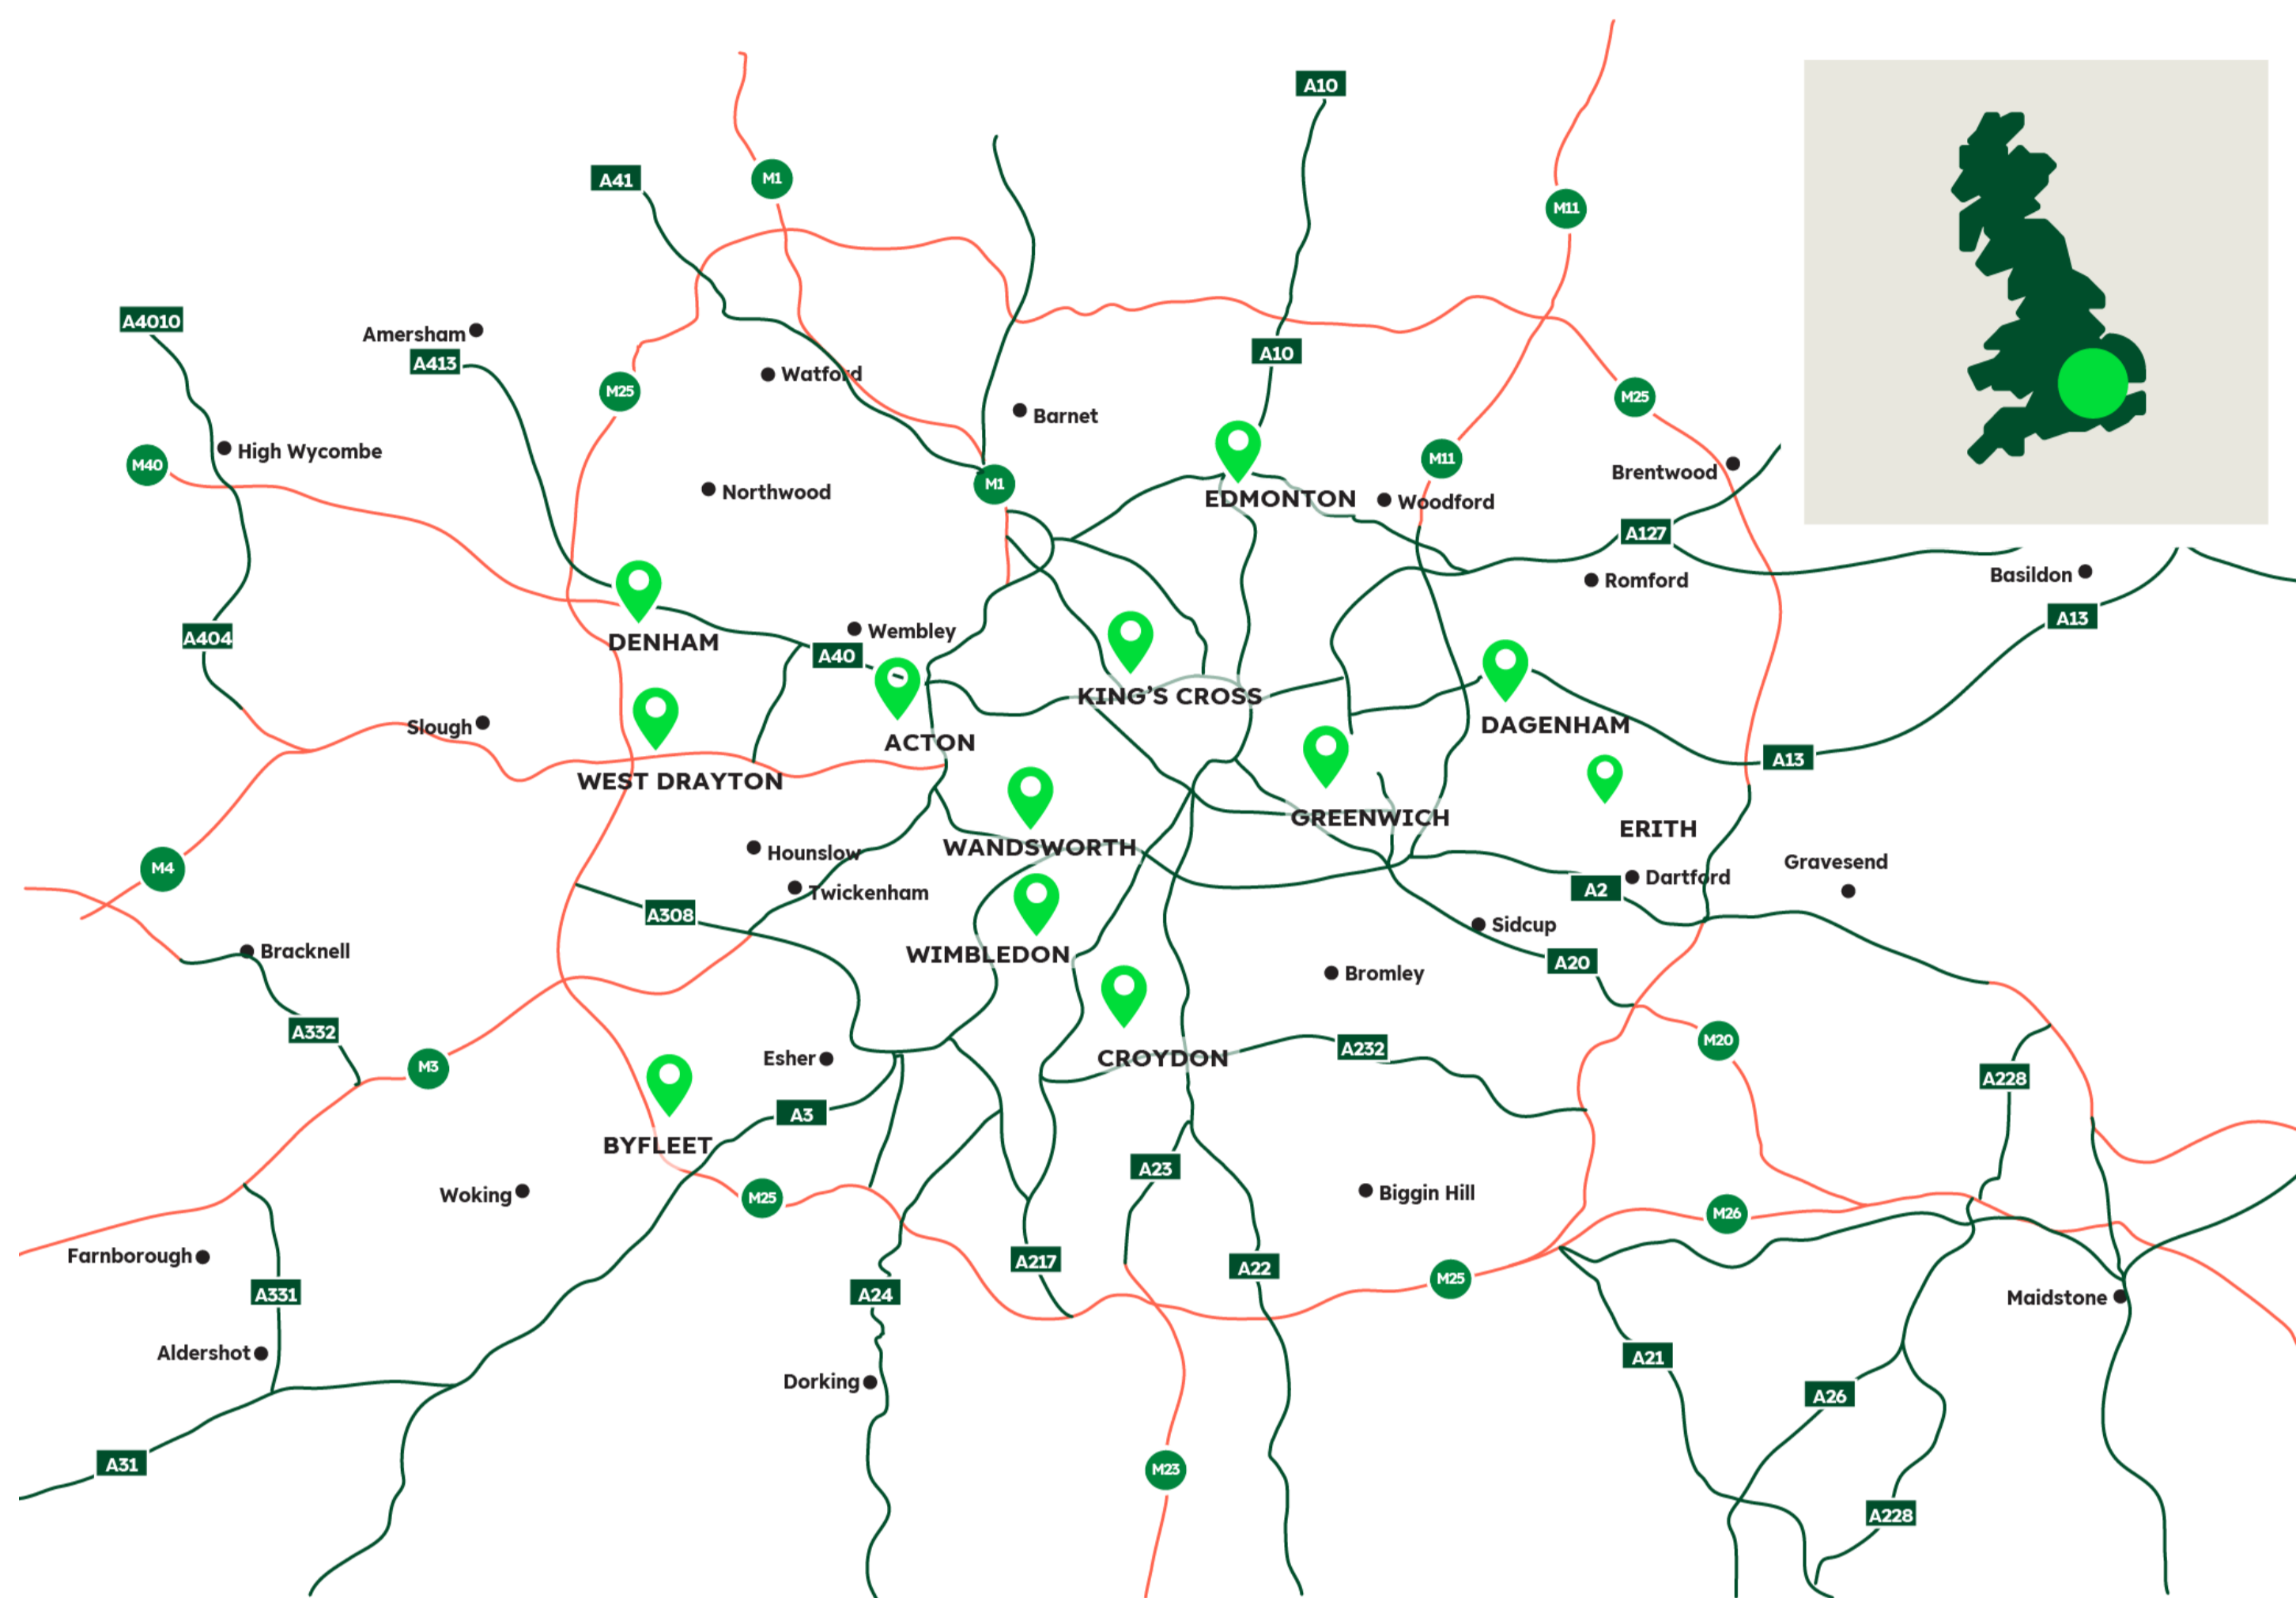 A10
A41
M1
M11
A4010
Amersham
A413
A10
Watford
M25
M25
Barnet
High Wycombe
M40
M11
Brentwood
Northwood
M1
EDMONTON
Woodford
A127
Romford
Basildon
A13
DENHAM
A404
Wembley
A40
KING'S CROSS
DAGENHAM
Slough
ACTON
A13
WEST DRAYTON
GREENWICH
ERITH
WANDSWORTH
Hounslow
Gravesend
M4
Dartford
A2
Twickenham
A308
Sidcup
Bracknell
WIMBLEDON
A20
Bromley
A332
M20
A232
Esher
CROYDON
M3
A228
A3
BYFLEET
A23
Woking
M25
Biggin Hill
M26
Farnborough
A217
A22
M25
A331
A24
Maidstone
Aldershot
A21
Dorking
A26
A31
M23
A228